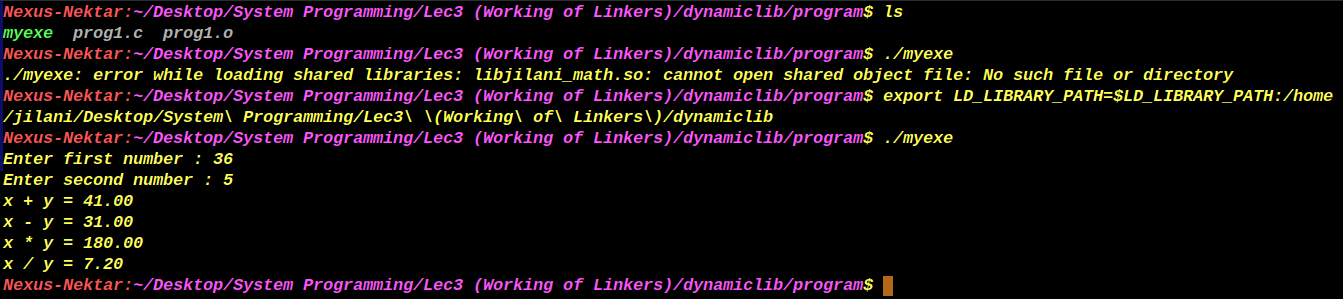 Nexus-Nektar:~/Desktop/System Programming/Lec3 (Working of Linkers)/dynamiclib/program$ ls
myexe  prog1.c  prog1.o
Nexus-Nektar:~/Desktop/System Programming/Lec3 (Working of Linkers)/dynamiclib/program$ ./myexe
./myexe: error while loading shared libraries: libjilani_math.so: cannot open shared object file: No such file or directory
Nexus-Nektar:~/Desktop/System Programming/Lec3 (Working of Linkers)/dynamiclib/program$ export LD_LIBRARY_PATH=$LD_LIBRARY_PATH:/home
/jilani/Desktop/System\ Programming/Lec3\ \(Working\ of\ Linkers\)/dynamiclib
Nexus-Nektar:~/Desktop/System Programming/Lec3 (Working of Linkers)/dynamiclib/program$ ./myexe
Enter first number : 36
Enter second number : 5
x + y = 41.00
x - y = 31.00
x * y = 180.00
x / y = 7.20
Nexus-Nektar:~/Desktop/System Programming/Lec3 (Working of Linkers)/dynamiclib/program$